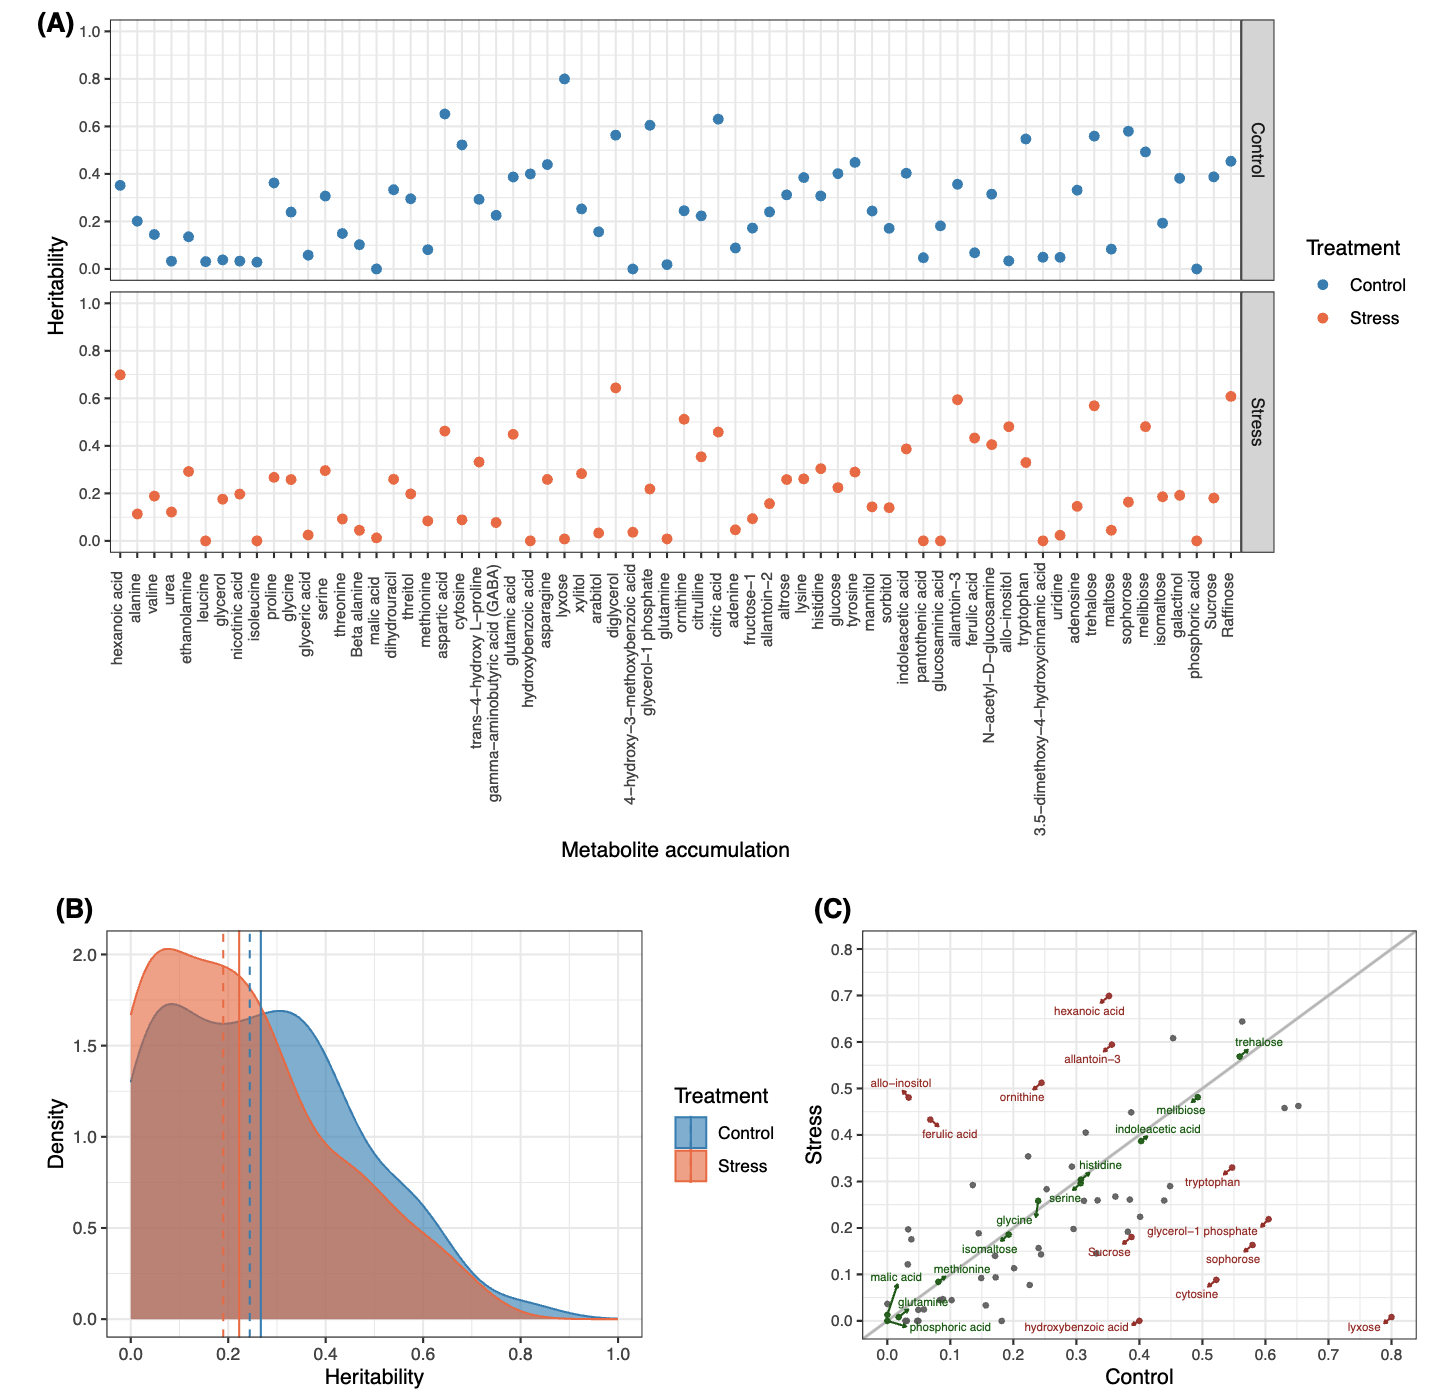 (A)
Heritability
1.0
0.8
0.6
0.4
0.2
0.0
Control
1.0
0.8
0.6
0.4
0.2
0.0
Stress
Treatment
Control
Stress
hexanoic acid
alanine
valine
urea
ethanolamine
leucine
glycerol
nicotinic acid
isoleucine
proline
glycine
glyceric acid
serine
threonine
Beta alanine
malic acid
dihydrouracil
threitol
methionine
aspartic acid
cytosine
trans−4−hydroxy L−proline
gamma−aminobutyric acid (GABA)
glutamic acid
hydroxybenzoic acid
asparagine
lyxose
xylitol
arabitol
diglycerol
4−hydroxy−3−methoxybenzoic acid
glycerol−1 phosphate
glutamine
ornithine
citrulline
citric acid
adenine
fructose−1
allantoin−2
altrose
lysine
histidine
glucose
tyrosine
mannitol
sorbitol
indoleacetic acid
pantothenic acid
glucosaminic acid
allantoin−3
ferulic acid
N−acetyl−D−glucosamine
allo−inositol
tryptophan
3.5−dimethoxy−4−hydroxycinnamic acid
uridine
adenosine
trehalose
maltose
sophorose
melibiose
isomaltose
galactinol
phosphoric acid
Sucrose
Raffinose
Metabolite accumulation
(B)
Density
2.0
1.5
1.0
0.5
0.0
0.0
0.2
0.4
0.6
0.8
1.0
Heritability
Treatment
Control
Stress
(C)
Stress
0.8
0.7
0.6
0.5
0.4
0.3
0.2
0.1
0.0
hexanoic acid
trehalose
allantoin−3
allo−inositol
ornithine
melibiose
indoleacetic acid
ferulic acid
histidine
tryptophan
serine
glycine
glycerol−1 phosphate
isomaltose
Sucrose
sophorose
methionine
malic acid
cytosine
glutamine
phosphoric acid
hydroxybenzoic acid
lyxose
0.0
0.1
0.2
0.3
0.4
0.5
0.6
0.7
0.8
Control